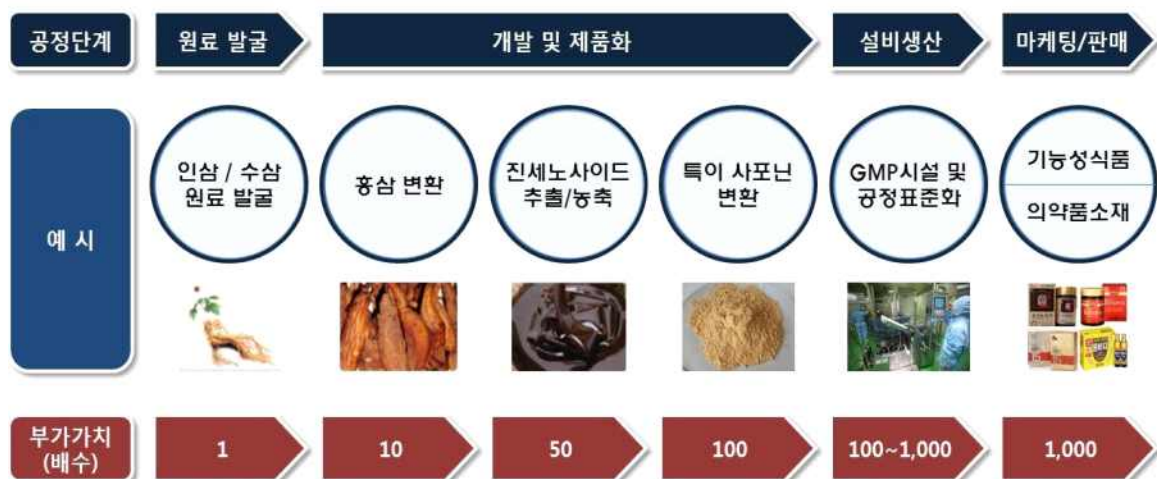 공정단계
원료 발굴
개발 및 제품화
설비생산
마케팅/판매
예 시
인삼 / 수삼
원료 발굴
홍삼 변환
진세노사이드
추출/농축
특이 사포닌
변환
GMP시설 및
공정표준화
기능성식품
의약품소재
부가가치
(배수)
1
10
50
100
100~1,000
1,000